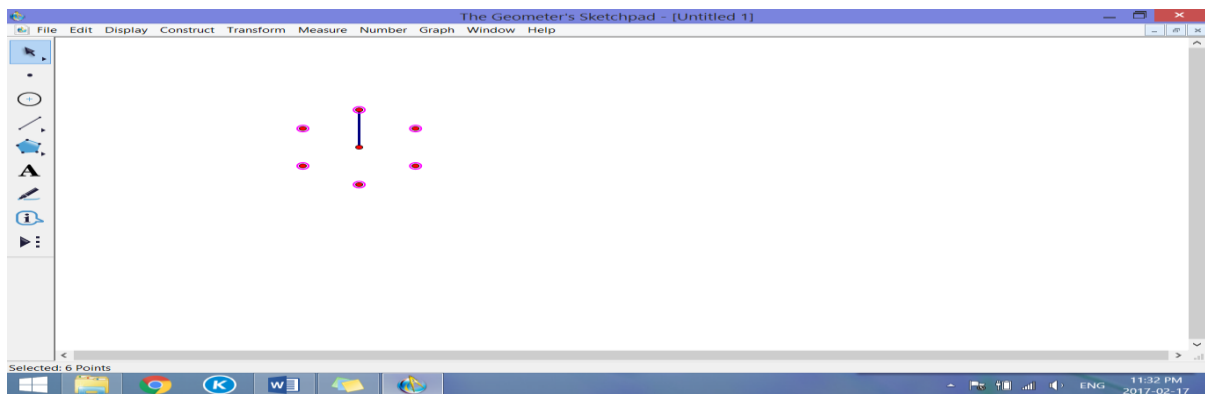 The Geometer's Sketchpad - [Untitled 1]
File Edit Display Construct Transform Measure Number Graph Window Help
A
Selected: 6 Points
K
W
ENG
11:32 PM
2017-02-17